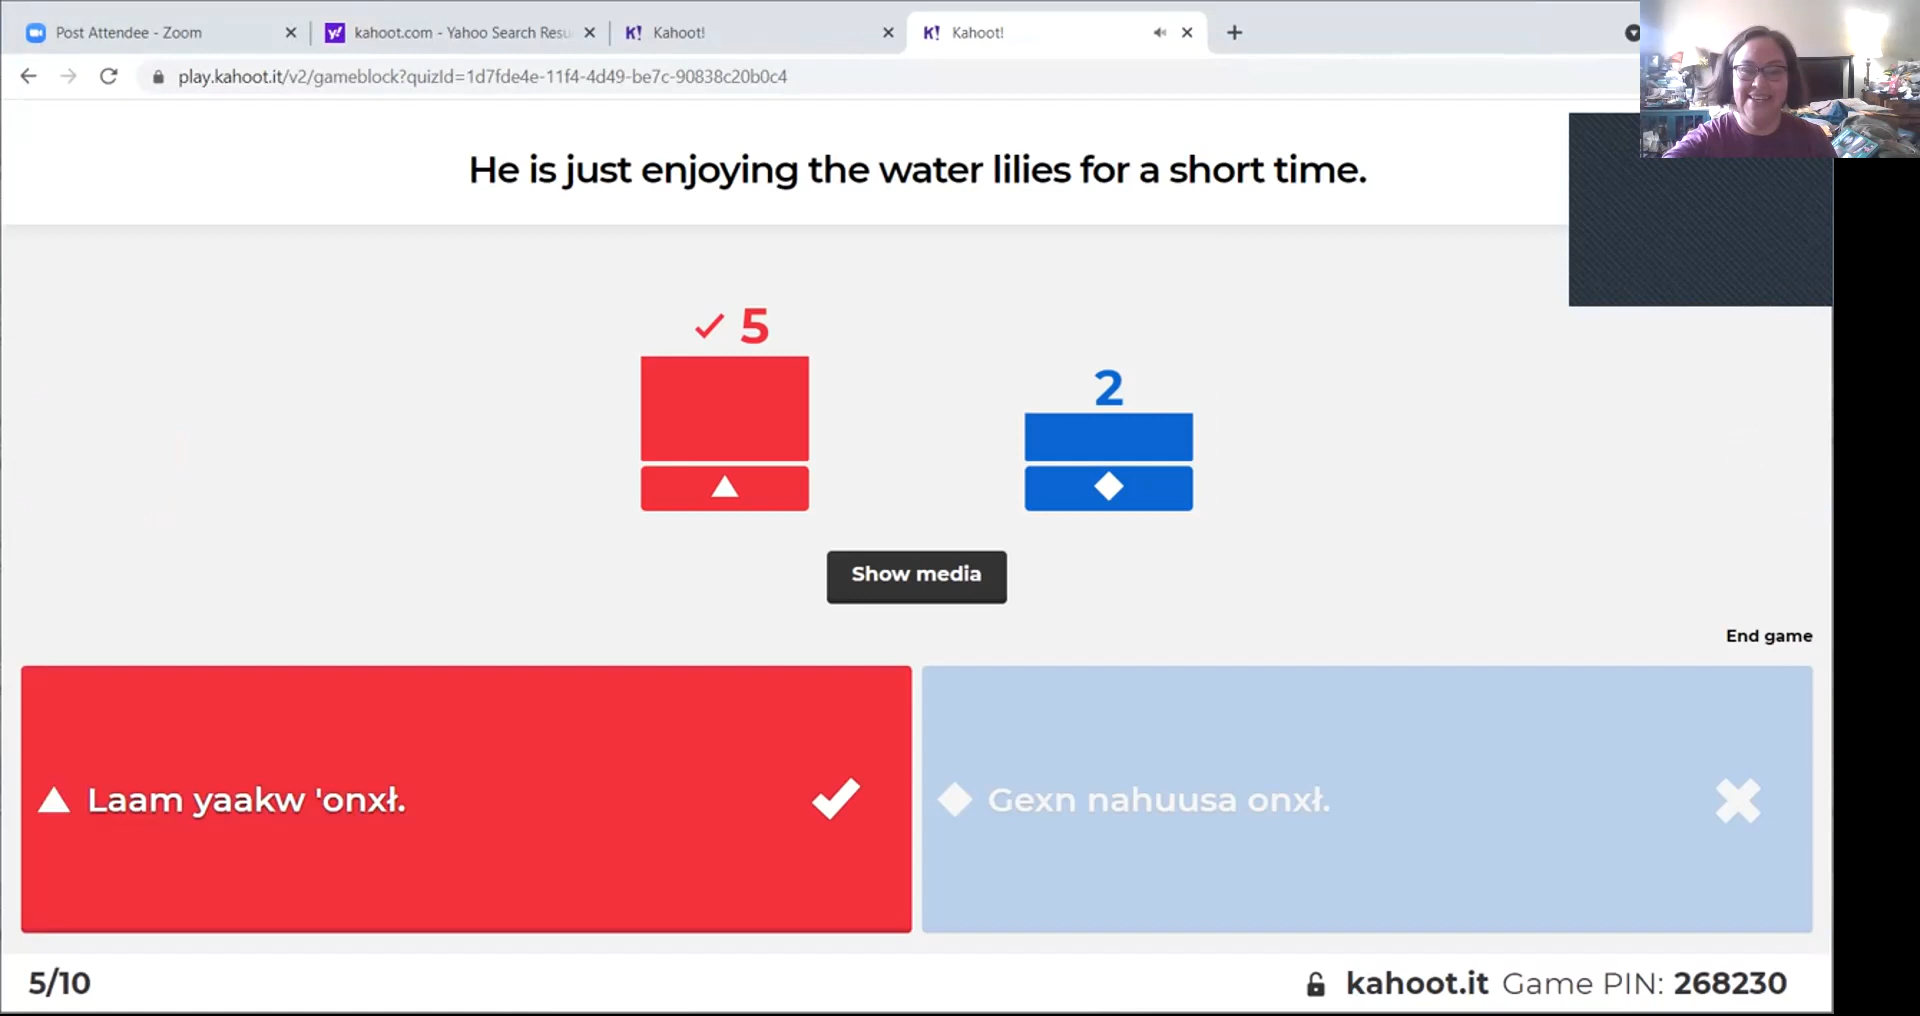 Post Attendee - Zoom
kahoot.com - Yahoo Search Resu
Kahoot!
Kahoot!
play.kahoot.it/v2/gameblock?quizId=1d7fde4e-11f4-4d49-be7c-90838c20b0c4
He is just enjoying the water lilies for a short time.
5
2
Show media
End game
Laam yaakw 'onxł.
Gexn nahuusa onxł.
5/10
kahoot.it Game PIN: 268230